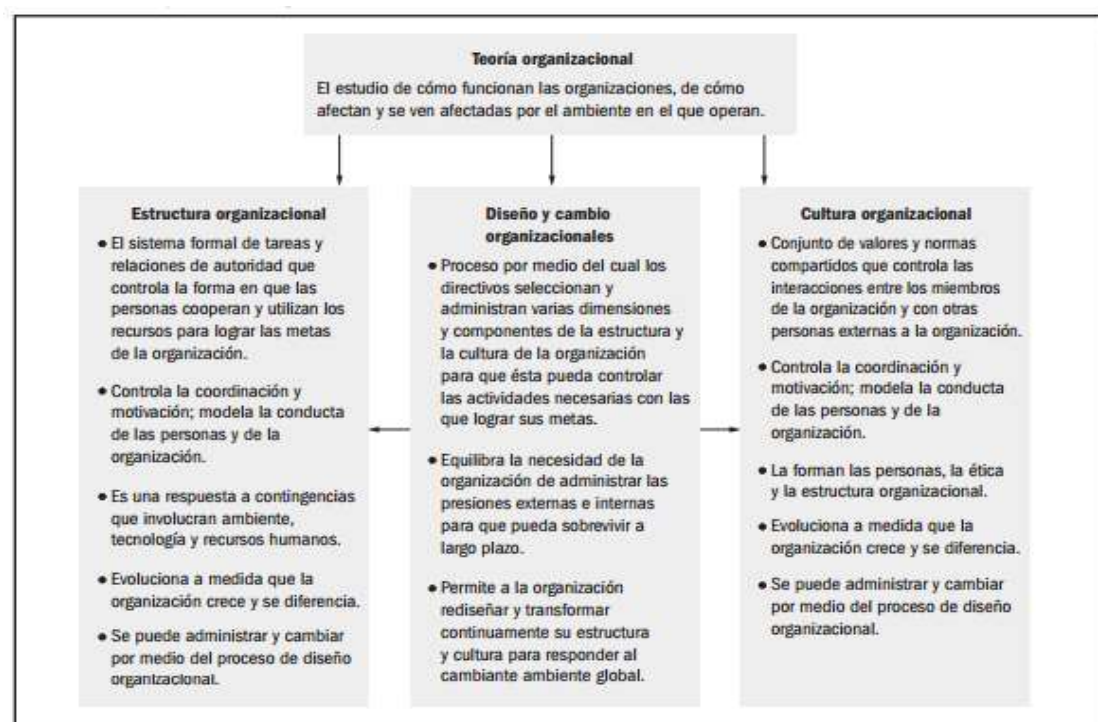 Teoría organizacional
El estudio de cómo funcionan las organizaciones, de cómo
afectan y se ven afectadas por el ambiente en el que operan.
Estructura organizacional
• El sistema formal de tareas y
relaciones de autoridad que
controla la forma en que las
personas cooperan y utilizan los
recursos para lograr las metas
de la organización.
• Controla la coordinación y
motivación; modela la conducta
de las personas y de la
organización.
• Es una respuesta a contingencias
que involucran ambiente,
tecnología y recursos humanos.
• Evoluciona a medida que la
organización crece y se diferencia.
• Se puede administrar y cambiar
por medio del proceso de diseño
organizacional.
Diseño y cambio
organizacionales
• Proceso por medio del cual los
directivos seleccionan y
administran varias dimensiones
y componentes de la estructura y
la cultura de la organización
para que ésta pueda controlar
las actividades necesarias con las
que lograr sus metas.
• Equilibra la necesidad de la
organización de administrar las
presiones externas e internas
para que pueda sobrevivir a
largo plazo.
• Permite a la organización
rediseñar y transformar
continuamente su estructura
y cultura para responder al
cambiante ambiente global.
Cultura organizacional
• Conjunto de valores y normas
compartidos que controla las
interacciones entre los miembros
de la organización y con otras
personas externas a la organización.
• Controla la coordinación y
motivación; modela la conducta
de las personas y de la
organización.
• La forman las personas, la ética
y la estructura organizacional.
• Evoluciona a medida que la
organización crece y se diferencia.
• Se puede administrar y cambiar
por medio del proceso de diseño
organizacional.